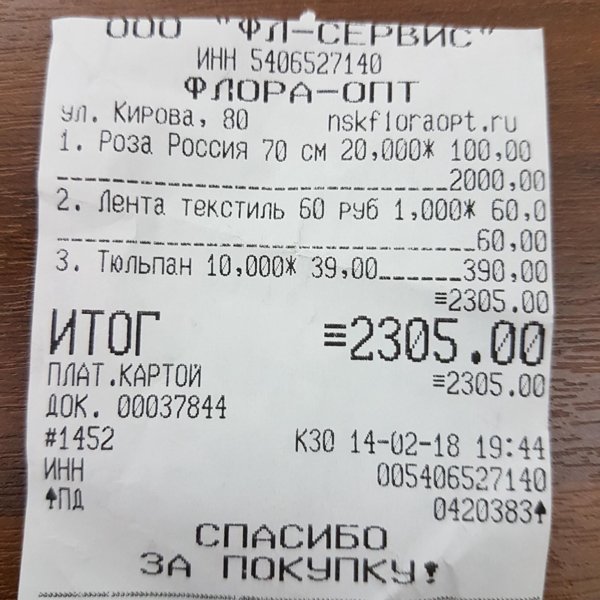 ООО "ФЛ-СЕРВИС"
ИНН 5406527140
ФЛОРА-ОПТ
ул. Кирова, 80 nskfloraopt.ru
1. Роза Россия 70 см 20,000* 100,00
2000,00
2. Лента текстиль 60 руб 1,000* 60,0
60,00
3. Тюльпан 10,000* 39,00 390,00
≡2305.00
ИТОГ ≡2305.00
ПЛАТ.КАРТОЙ ≡2305.00
ДОК. 00037844
#1452 К30 14-02-18 19:44
ИНН 005406527140
♠ПД 0420383♠
СПАСИБО
ЗА ПОКУПКУ!